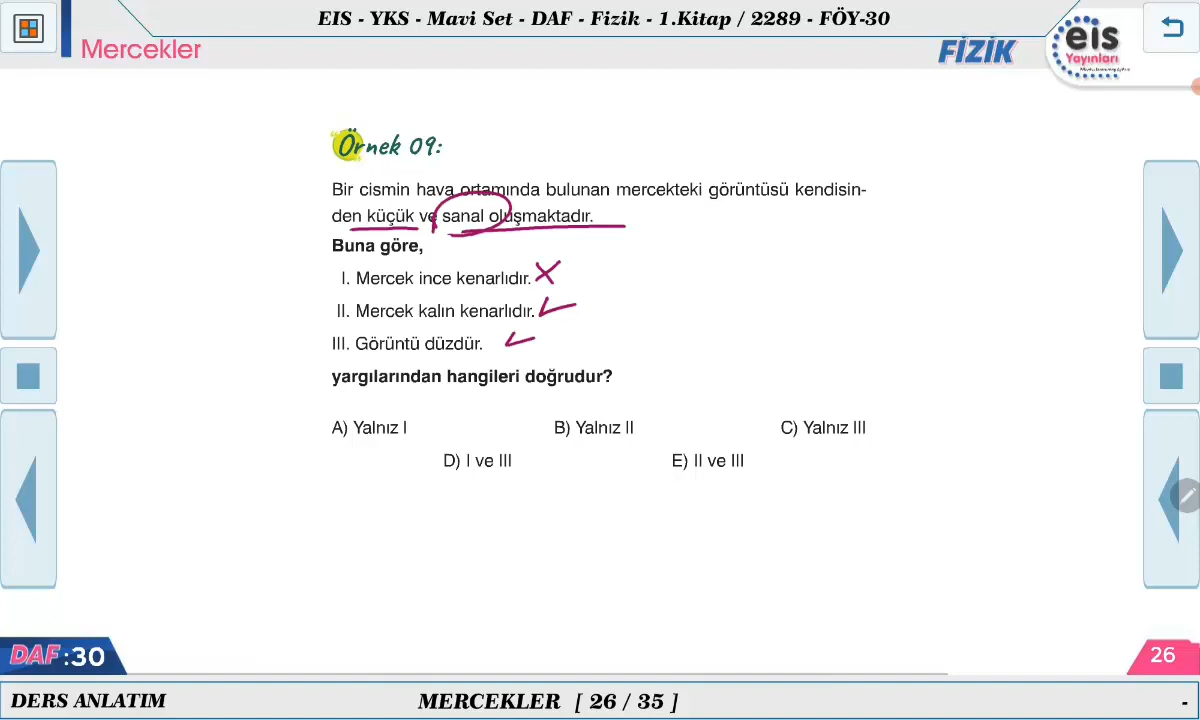 EIS - YKS - Mavi Set - DAF - Fizik - 1.Kitap / 2289 - FÖY-30
Mercekler
FİZİK
eis
Yayınları
Örnek 09:
Bir cismin hava ortamında bulunan mercekteki görüntüsü kendisin-
den küçük ve sanal oluşmaktadır.
Buna göre,
I. Mercek ince kenarlıdır.
II. Mercek kalın kenarlıdır.
III. Görüntü düzdür.
yargılarından hangileri doğrudur?
A) Yalnız I B) Yalnız II C) Yalnız III
D) I ve III E) II ve III
DAF:30
26
DERS ANLATIM MERCEKLER [ 26 / 35 ] -